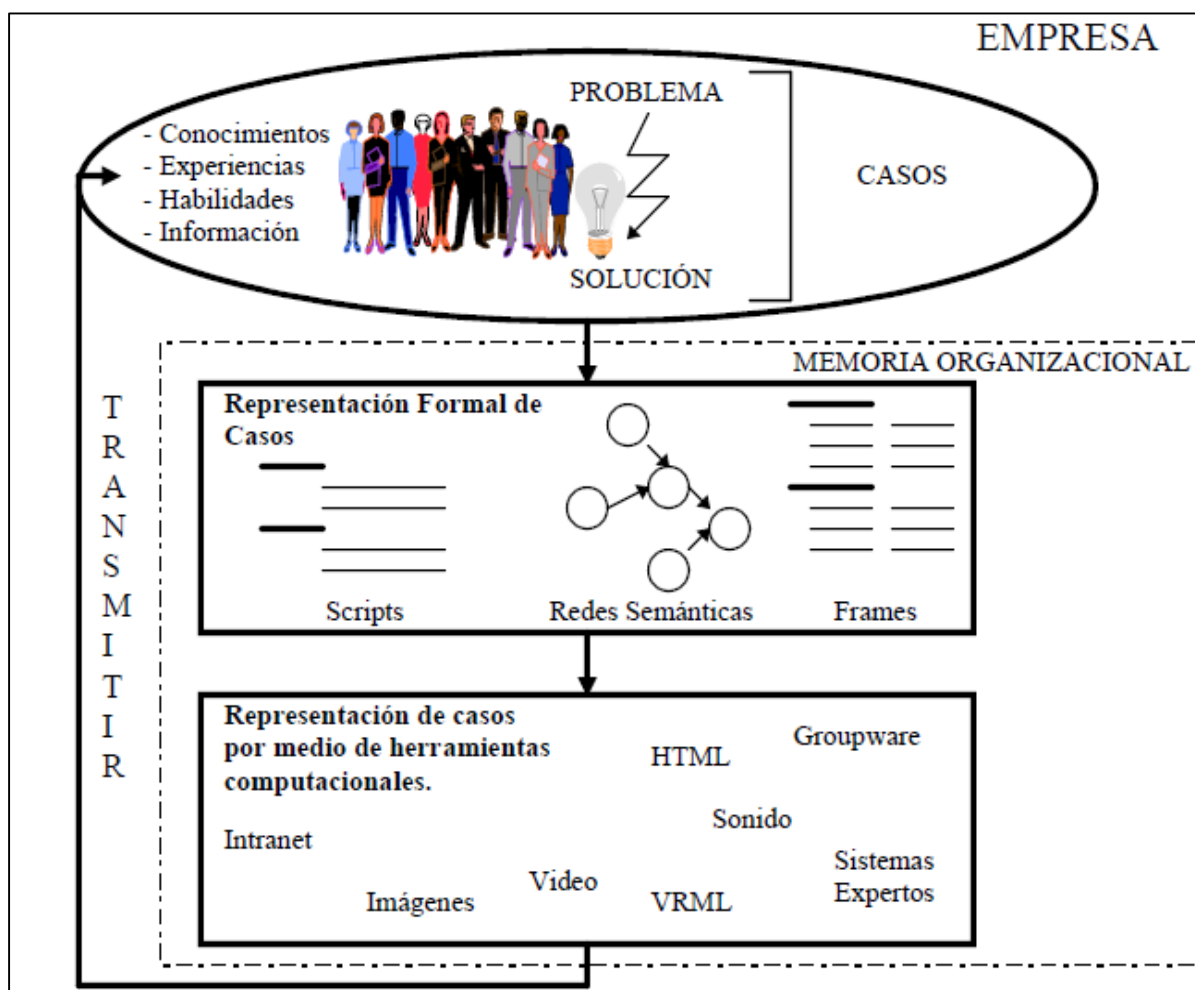 EMPRESA
PROBLEMA
- Conocimientos
- Experiencias
- Habilidades
- Información
CASOS
SOLUCIÓN
MEMORIA ORGANIZACIONAL
TRANSMITIR
Representación Formal de
Casos
Scripts
Redes Semánticas
Frames
Representación de casos
por medio de herramientas
computacionales.
HTML
Groupware
Sonido
Intranet
Sistemas
Expertos
Video
Imágenes
VRML